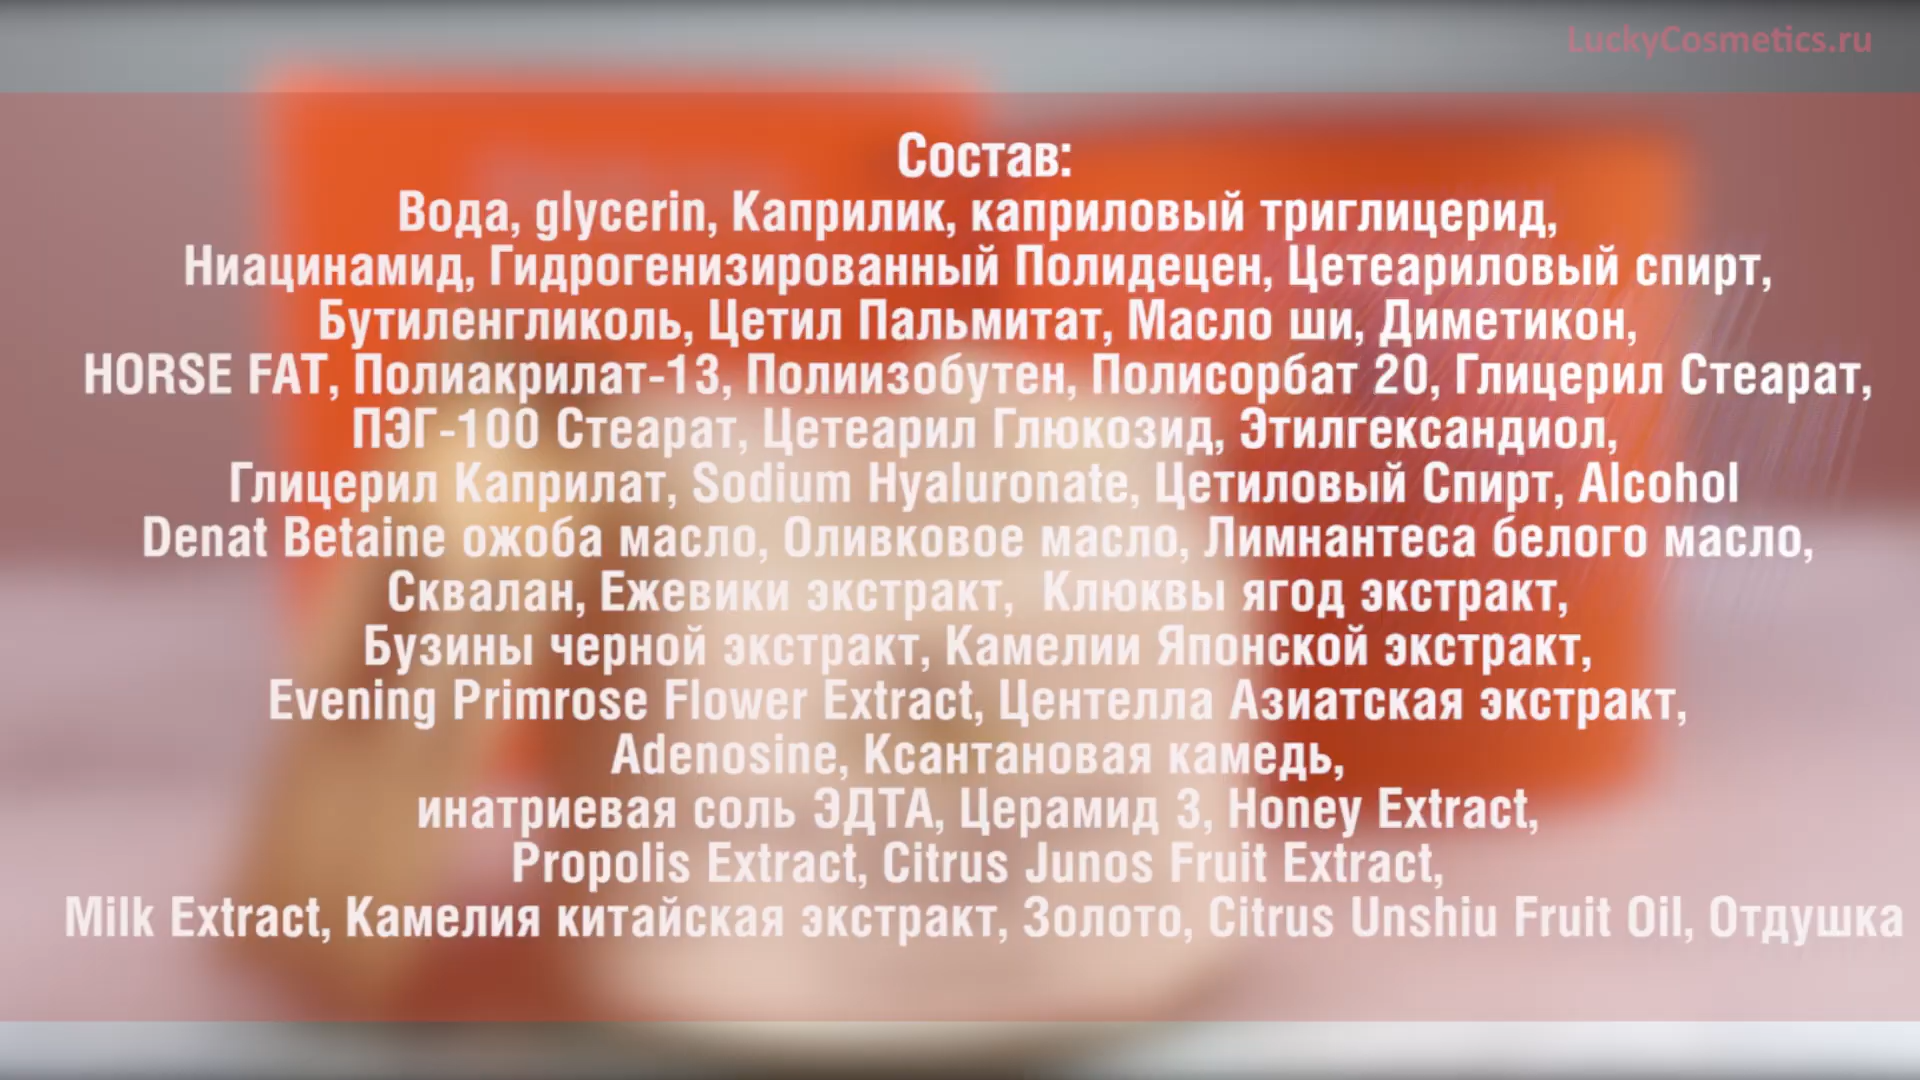 LuckyCosmetics.ru
Состав:
Вода, glycerin, Каприлик, каприловый триглицерид,
Ниацинамид, Гидрогенизированный Полидецен, Цетеариловый спирт,
Бутиленгликоль, Цетил Пальмитат, Масло ши, Диметикон,
HORSE FAT, Полиакрилат-13, Полиизобутен, Полисорбат 20, Глицерил Стеарат,
ПЭГ-100 Стеарат, Цетеарил Глюкозид, Этилгександиол,
Глицерил Каприлат, Sodium Hyaluronate, Цетиловый Спирт, Alcohol
Denat Betaine ожоба масло, Оливковое масло, Лимнантеса белого масло,
Сквалан, Ежевики экстракт, Клюквы ягод экстракт,
Бузины черной экстракт, Камелии Японской экстракт,
Evening Primrose Flower Extract, Центелла Азиатская экстракт,
Adenosine, Ксантановая камедь,
инатриевая соль ЭДТА, Церамид 3, Honey Extract,
Propolis Extract, Citrus Junos Fruit Extract,
Milk Extract, Камелия китайская экстракт, Золото, Citrus Unshiu Fruit Oil, Отдушка